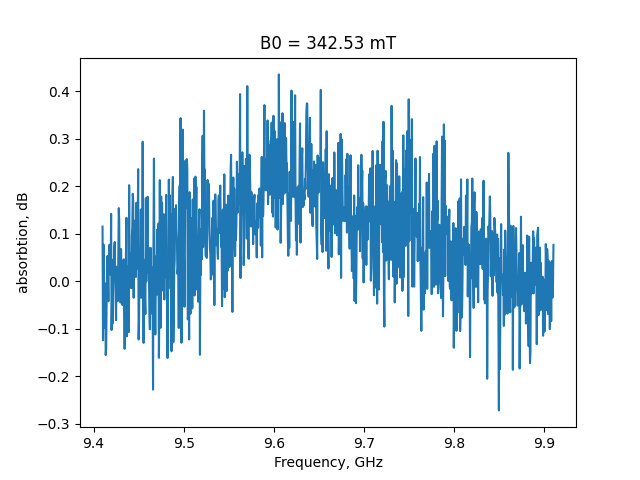 B0 = 342.53 mT
absorbtion, dB
0.4
0.3
0.2
0.1
0.0
−0.1
−0.2
−0.3
9.4 9.5 9.6 9.7 9.8 9.9
Frequency, GHz